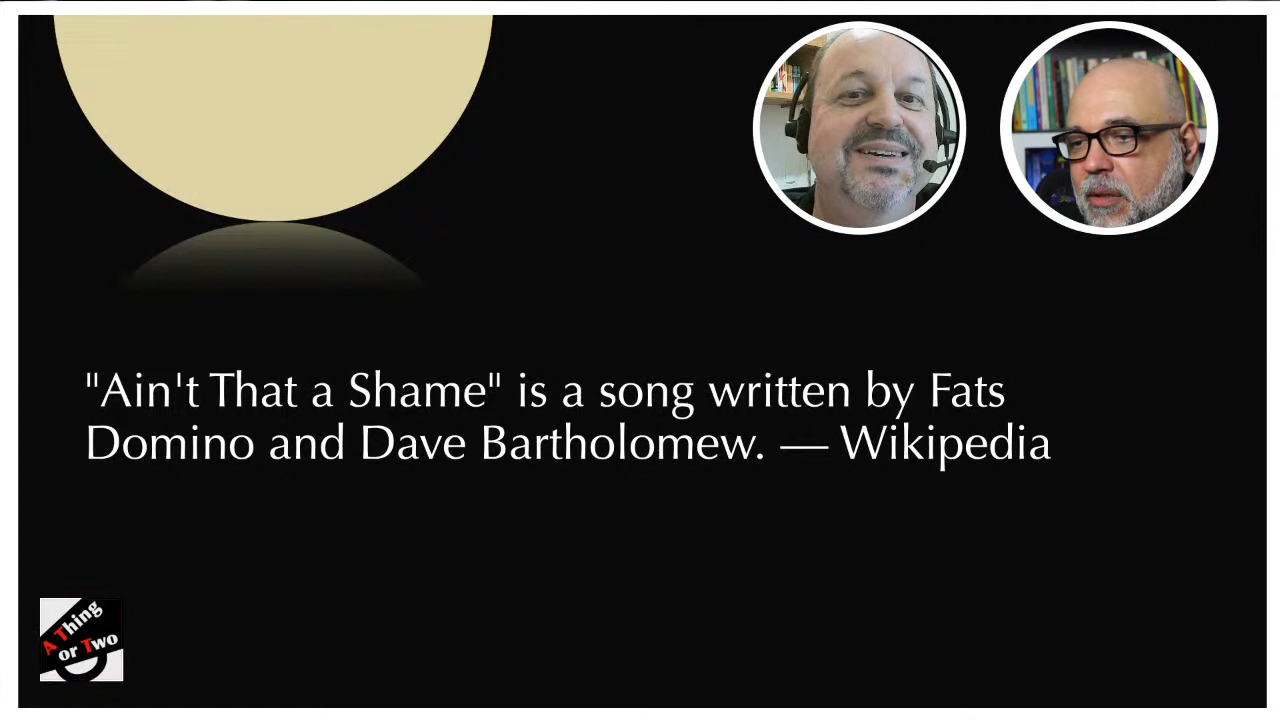 "Ain't That a Shame" is a song written by Fats
Domino and Dave Bartholomew. — Wikipedia
A Thing
or Two